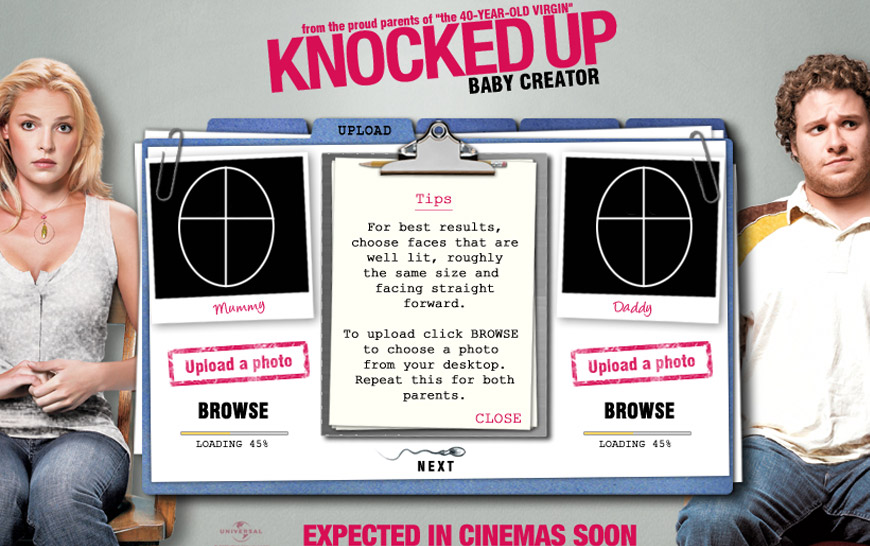 from the proud parents of "the 40-YEAR-OLD VIRGIN"
KNOCKED UP
BABY CREATOR
UPLOAD
Tips
For best results,
choose faces that are
well lit, roughly
the same size and
facing straight
forward.
To upload click BROWSE
to choose a photo
from your desktop.
Repeat this for both
parents.
CLOSE
Mummy
Upload a photo
BROWSE
LOADING 45%
Daddy
Upload a photo
BROWSE
LOADING 45%
NEXT
UNIVERSAL
EXPECTED IN CINEMAS SOON